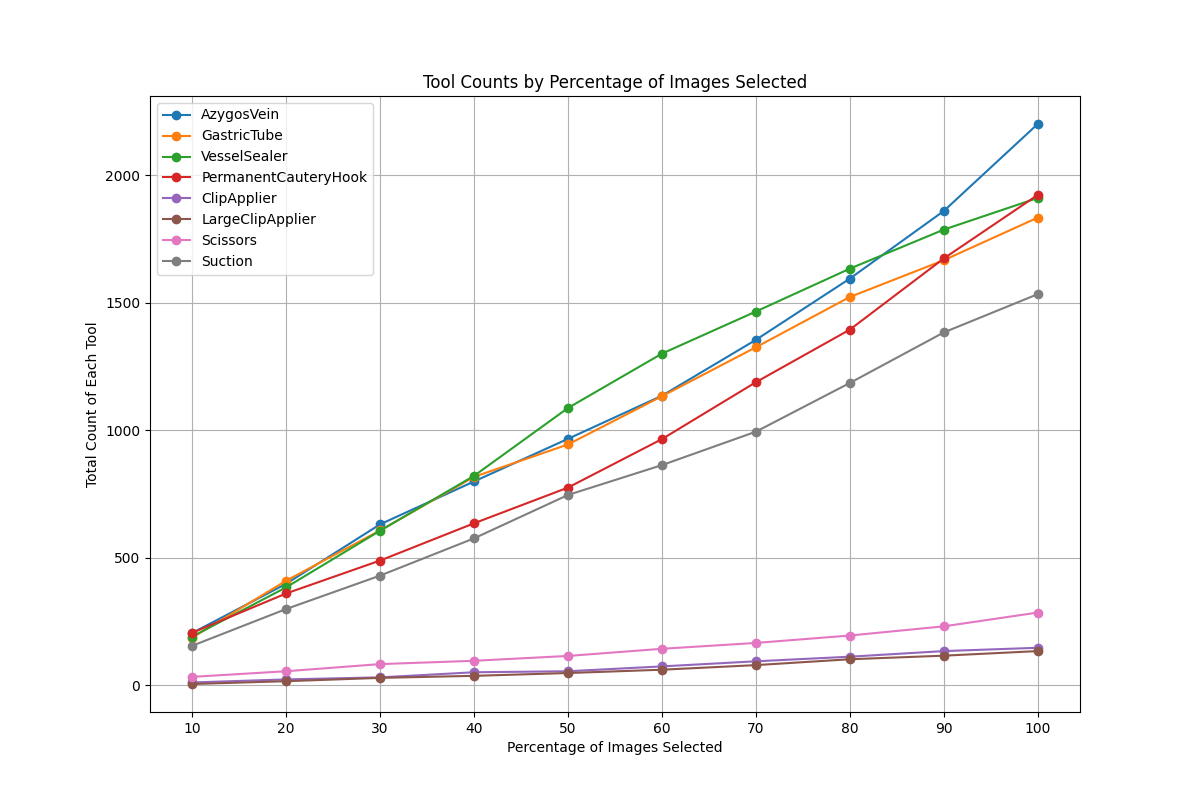 Tool Counts by Percentage of Images Selected
AzygosVein
GastricTube
VesselSealer
PermanentCauteryHook
ClipApplier
LargeClipApplier
Scissors
Suction
Total Count of Each Tool
2000
1500
1000
500
0
10 20 30 40 50 60 70 80 90 100
Percentage of Images Selected